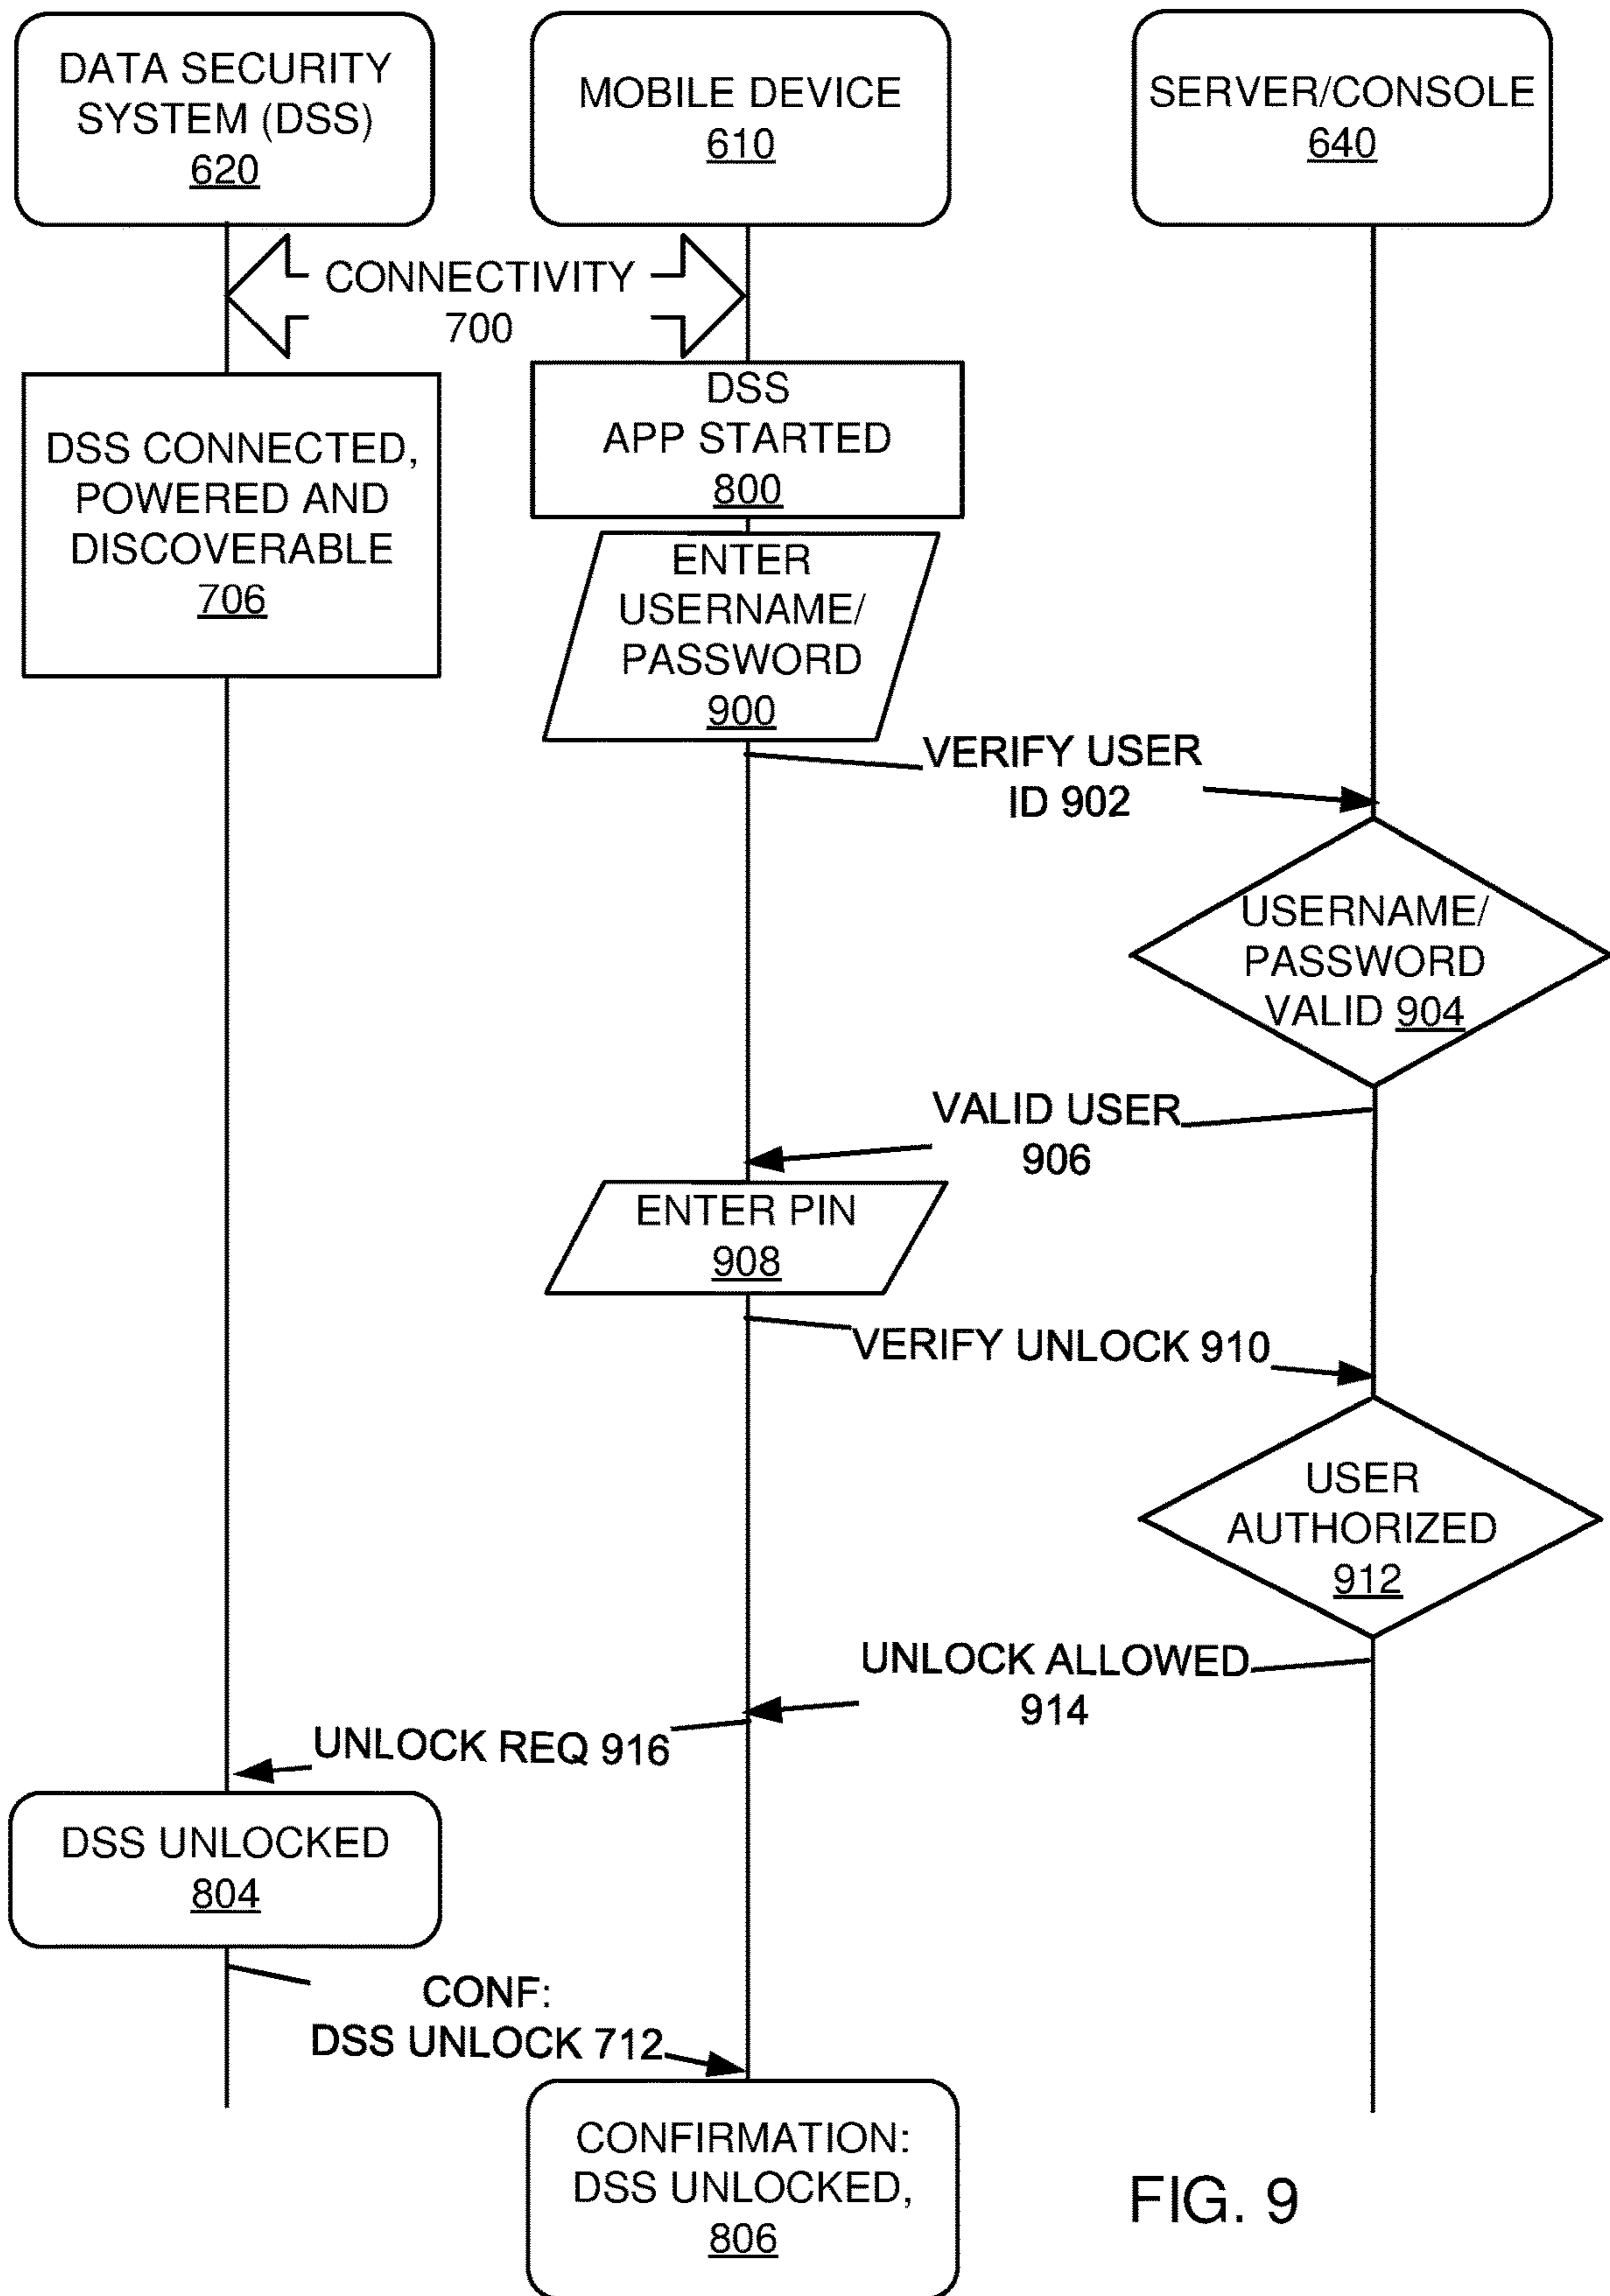 DATA SECURITY
SYSTEM (DSS)
620
MOBILE DEVICE
610
SERVER/CONSOLE
640
CONNECTIVITY
700
DSS CONNECTED,
POWERED AND
DISCOVERABLE
706
DSS
APP STARTED
800
ENTER
USERNAME/
PASSWORD
900
VERIFY USER
ID 902
USERNAME/
PASSWORD
VALID 904
VALID USER
906
ENTER PIN
908
VERIFY UNLOCK 910
USER
AUTHORIZED
912
UNLOCK ALLOWED
914
UNLOCK REQ 916
DSS UNLOCKED
804
CONF:
DSS UNLOCK 712
CONFIRMATION:
DSS UNLOCKED,
806
FIG. 9